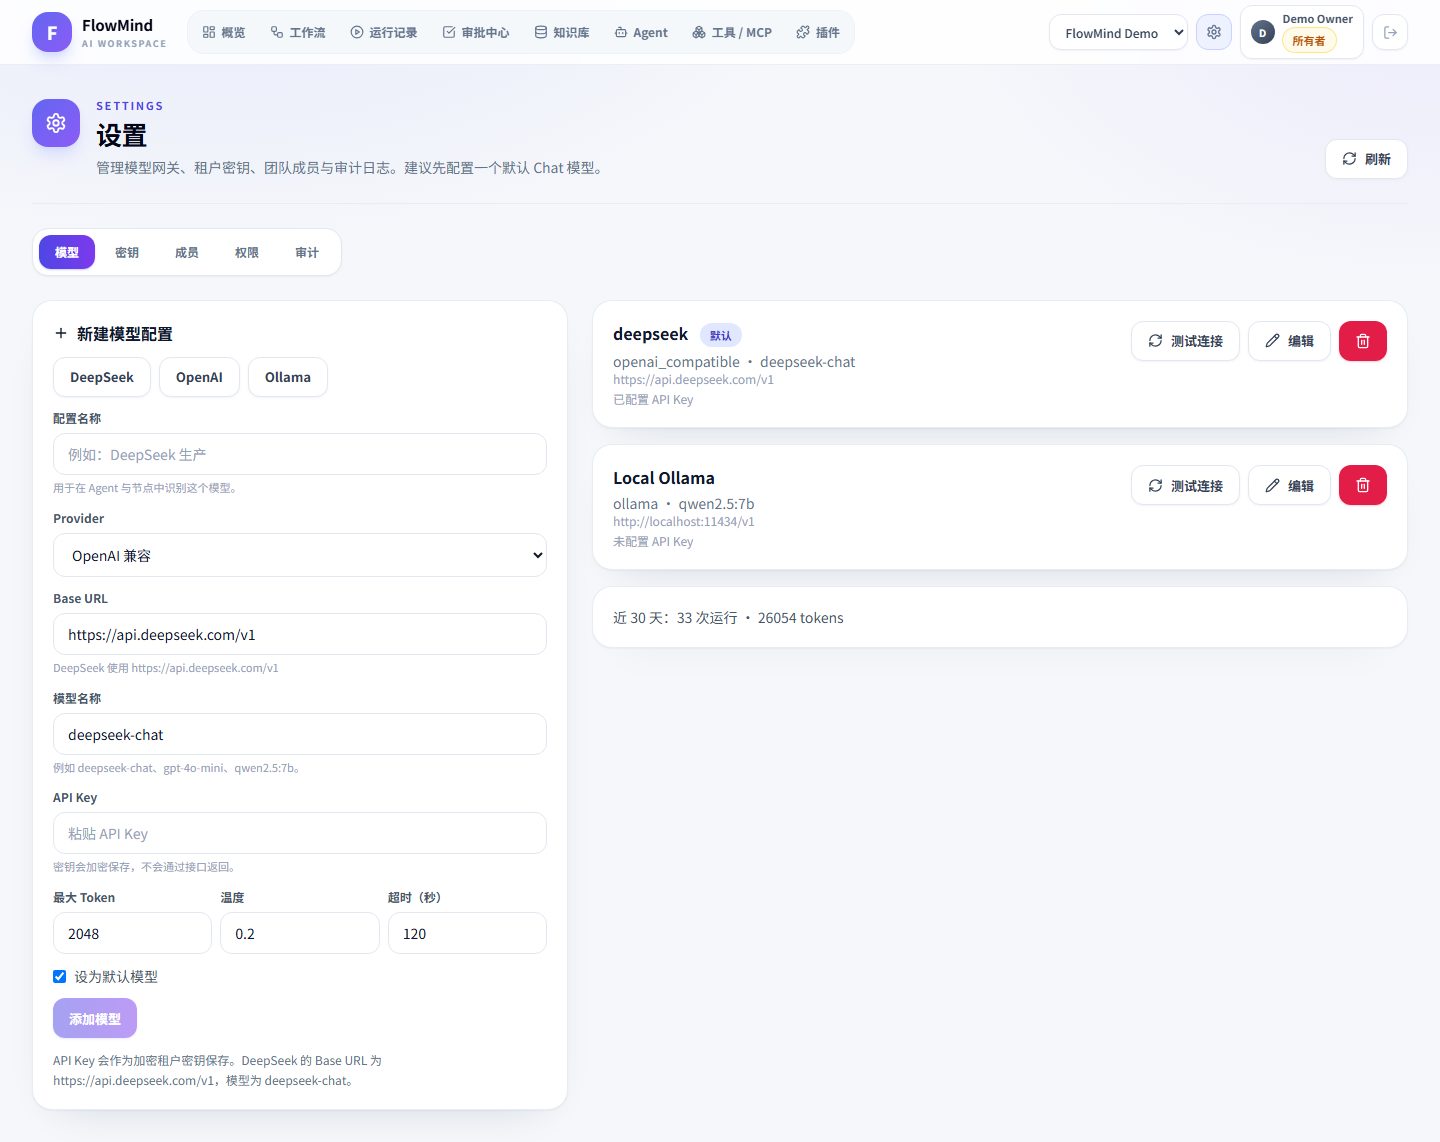 F
FlowMind
AI WORKSPACE
概览
工作流
运行记录
审批中心
知识库
Agent
工具 / MCP
插件
FlowMind Demo
D
Demo Owner
所有者
SETTINGS
设置
管理模型网关、租户密钥、团队成员与审计日志。建议先配置一个默认 Chat 模型。
刷新
模型
密钥
成员
权限
审计
新建模型配置
DeepSeek
OpenAI
Ollama
配置名称
例如：DeepSeek 生产
用于在 Agent 与节点中识别这个模型。
Provider
OpenAI 兼容
Base URL
https://api.deepseek.com/v1
DeepSeek 使用 https://api.deepseek.com/v1
模型名称
deepseek-chat
例如 deepseek-chat、gpt-4o-mini、qwen2.5:7b。
API Key
粘贴 API Key
密钥会加密保存，不会通过接口返回。
最大 Token
温度
超时（秒）
2048
0.2
120
设为默认模型
添加模型
API Key 会作为加密租户密钥保存。DeepSeek 的 Base URL 为
https://api.deepseek.com/v1，模型为 deepseek-chat。
deepseek
默认
openai_compatible · deepseek-chat
https://api.deepseek.com/v1
已配置 API Key
测试连接
编辑
Local Ollama
ollama · qwen2.5:7b
http://localhost:11434/v1
未配置 API Key
测试连接
编辑
近 30 天：33 次运行 · 26054 tokens